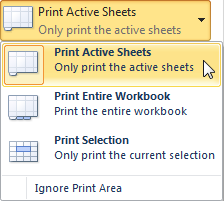 Print Active Sheets
Only print the active sheets
Print Active Sheets
Only print the active sheets
Print Entire Workbook
Print the entire workbook
Print Selection
Only print the current selection
Ignore Print Area